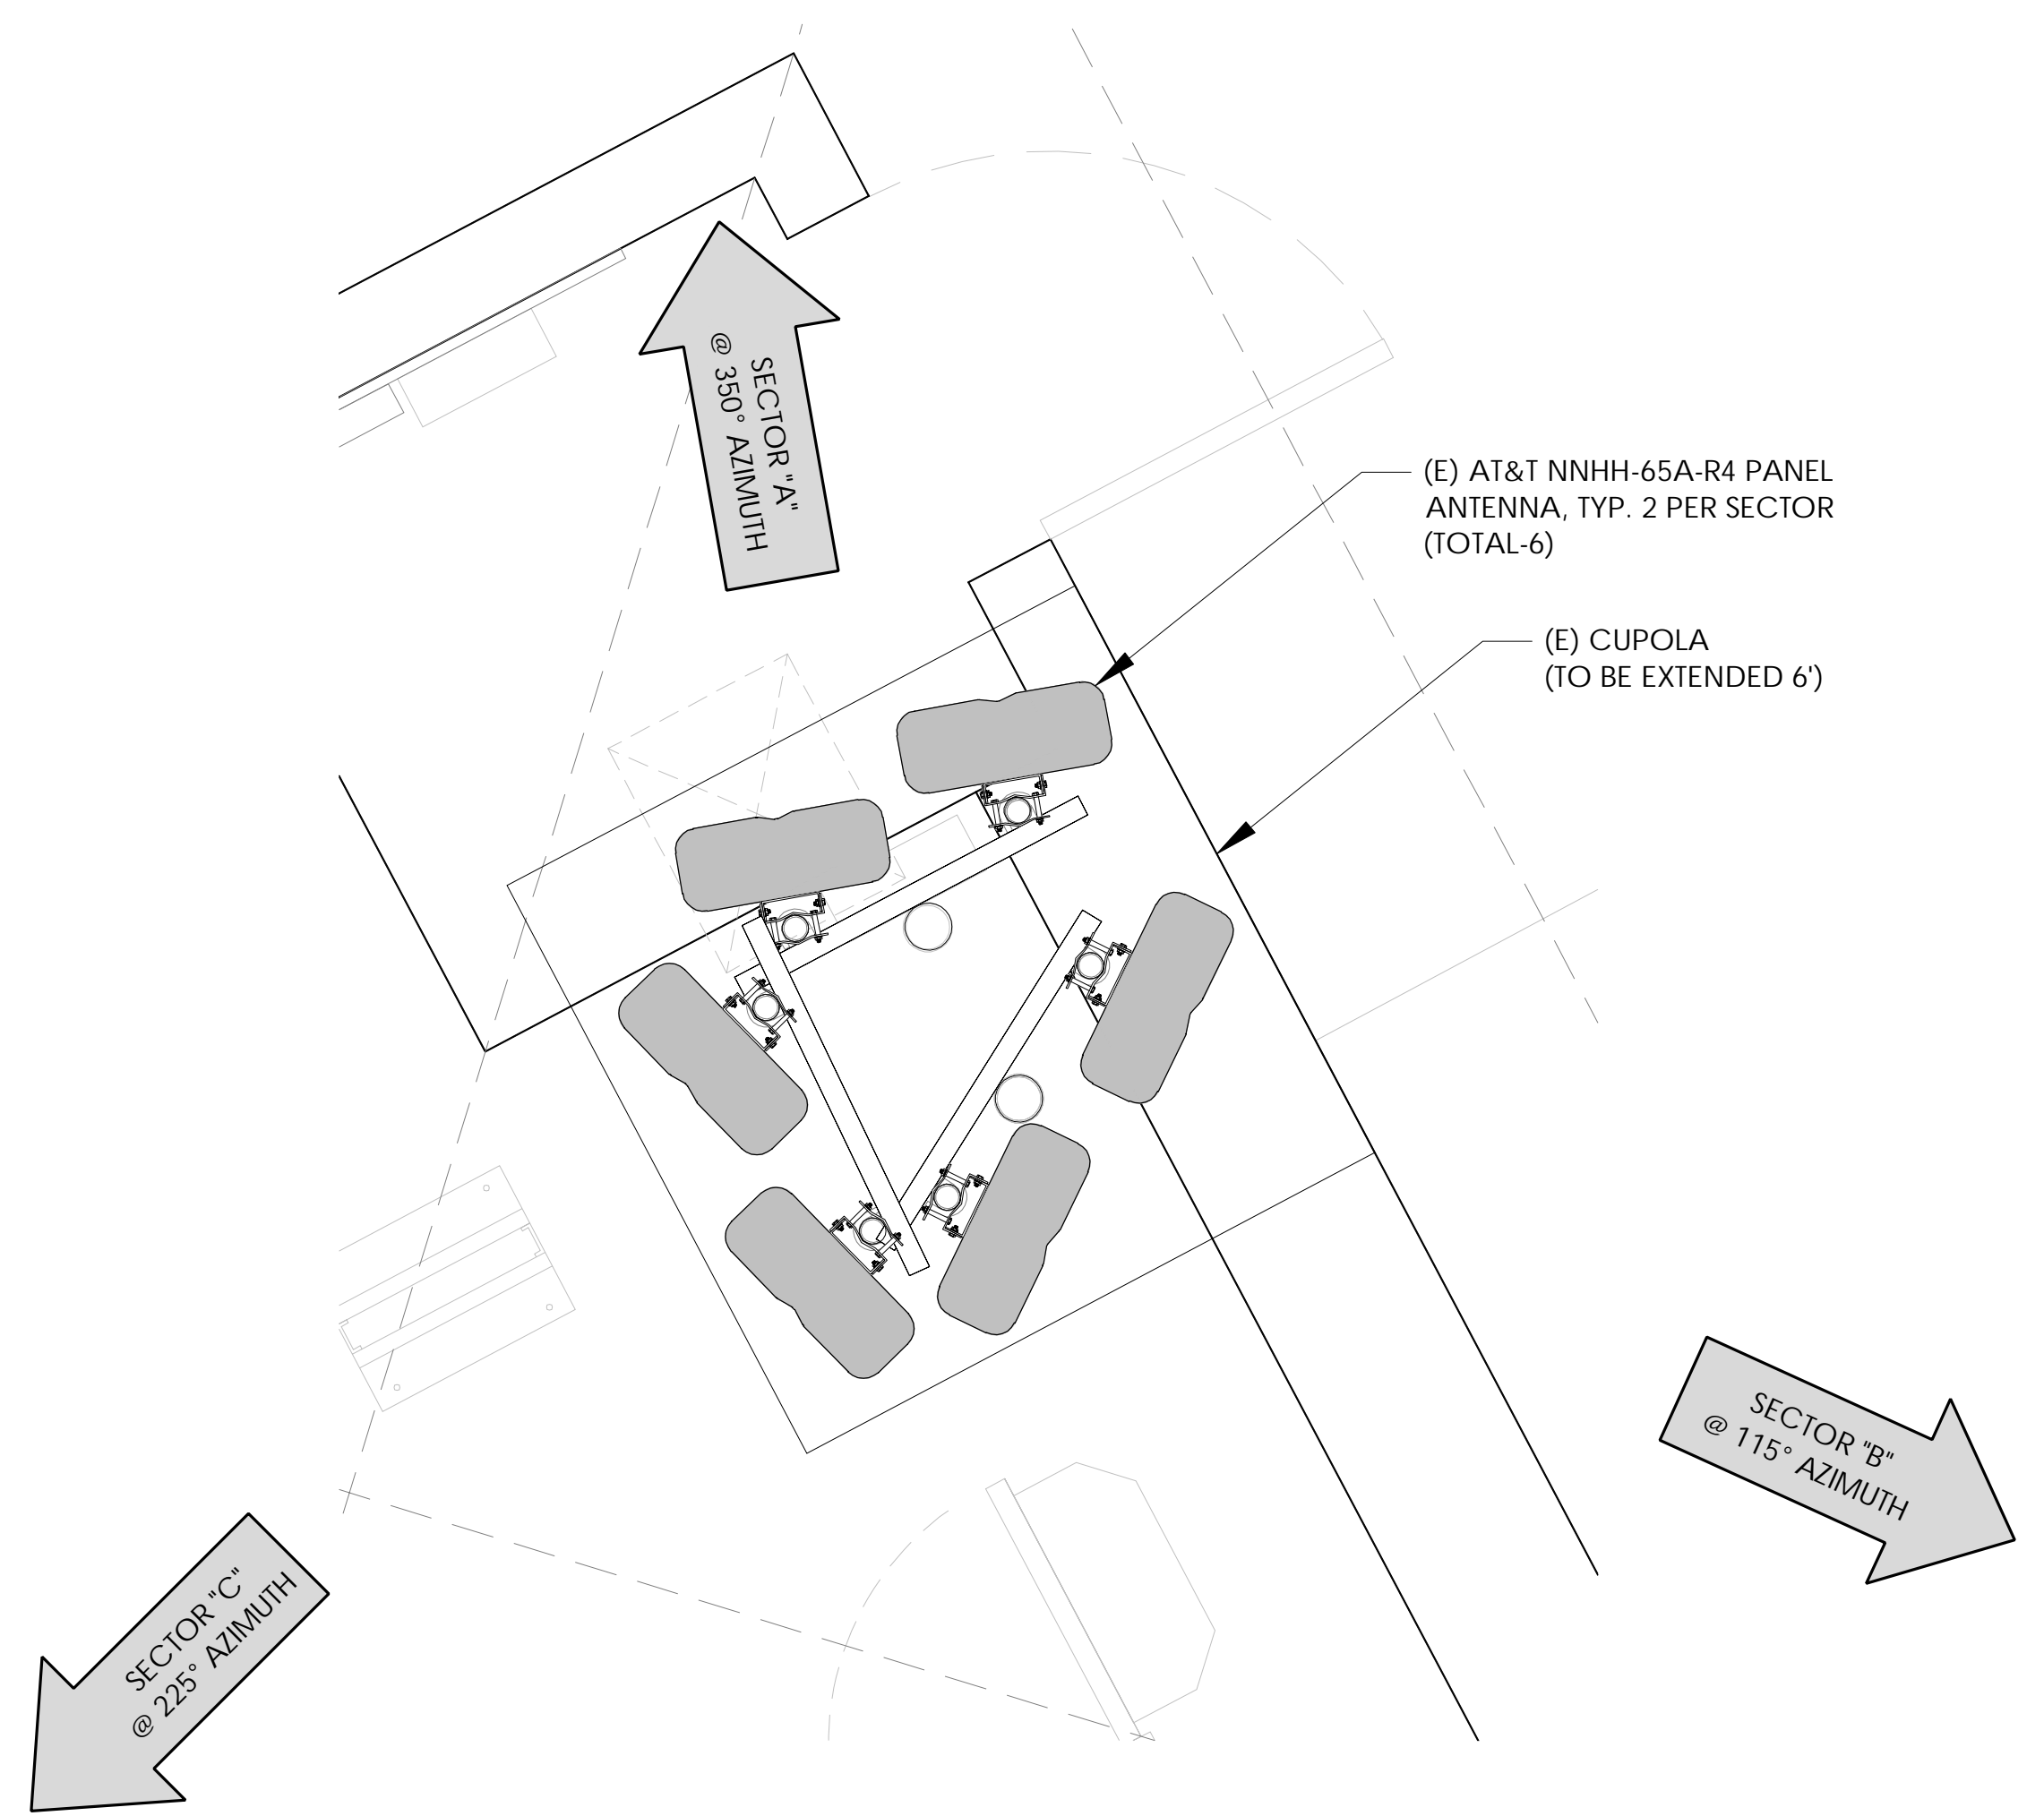 SECTOR "A"
@ 350° AZIMUTH
(E) AT&T NNHH-65A-R4 PANEL
ANTENNA, TYP. 2 PER SECTOR
(TOTAL-6)
(E) CUPOLA
(TO BE EXTENDED 6')
SECTOR "B"
@ 115° AZIMUTH
SECTOR "C"
@ 225° AZIMUTH